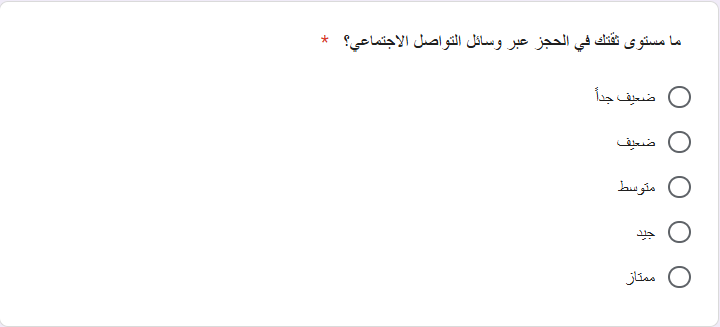 ما مستوى ثقتك في الحجز عبر وسائل التواصل الاجتماعي؟ *
ضعيف جداً
ضعيف
متوسط
جيد
ممتاز